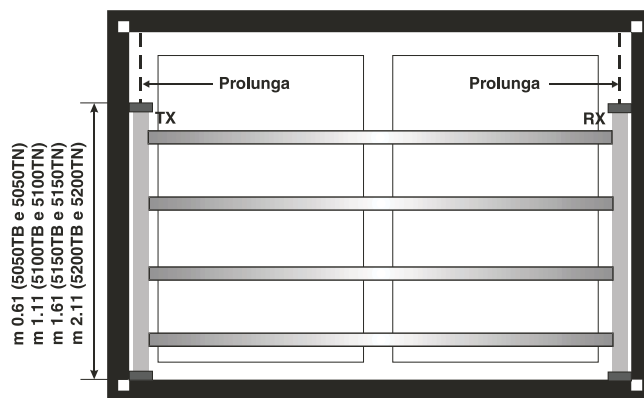 Prolunga
Prolunga
TX
RX
m 0.61 (5050TB e 5050TN)
m 1.11 (5100TB e 5100TN)
m 1.61 (5150TB e 5150TN)
m 2.11 (5200TB e 5200TN)